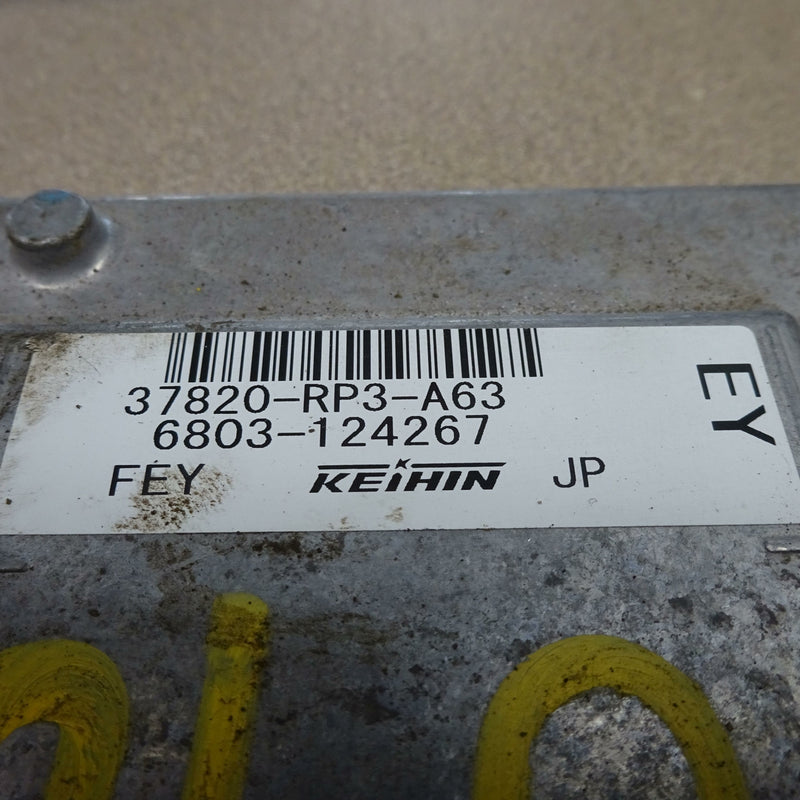 37820-RP3-A63
6803-124267
FEY KEIHIN JP
EY